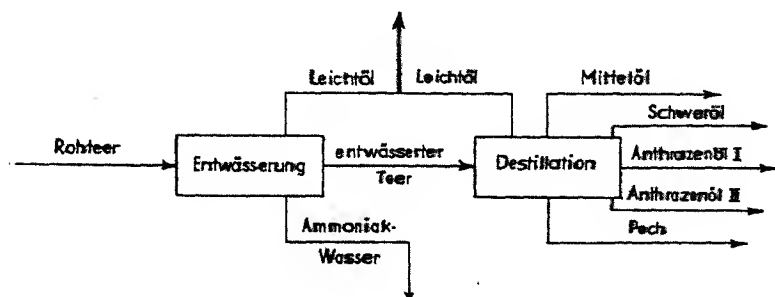 Leichtöl Leichtöl Mittelöl
Schweröl
Rohteer Entwässerung entwässerter Teer Destillation Anthrazenöl I
Anthrazenöl II
Ammoniak-
Wasser
Pech